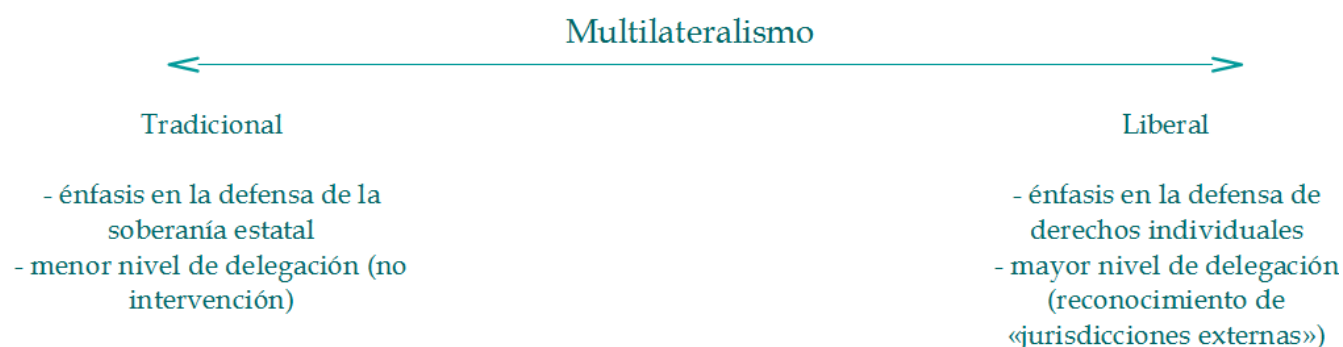 Multilateralismo
Tradicional
- énfasis en la defensa de la
soberanía estatal
- menor nivel de delegación (no
intervención)
Liberal
- énfasis en la defensa de
derechos individuales
- mayor nivel de delegación
(reconocimiento de
«jurisdicciones externas»)